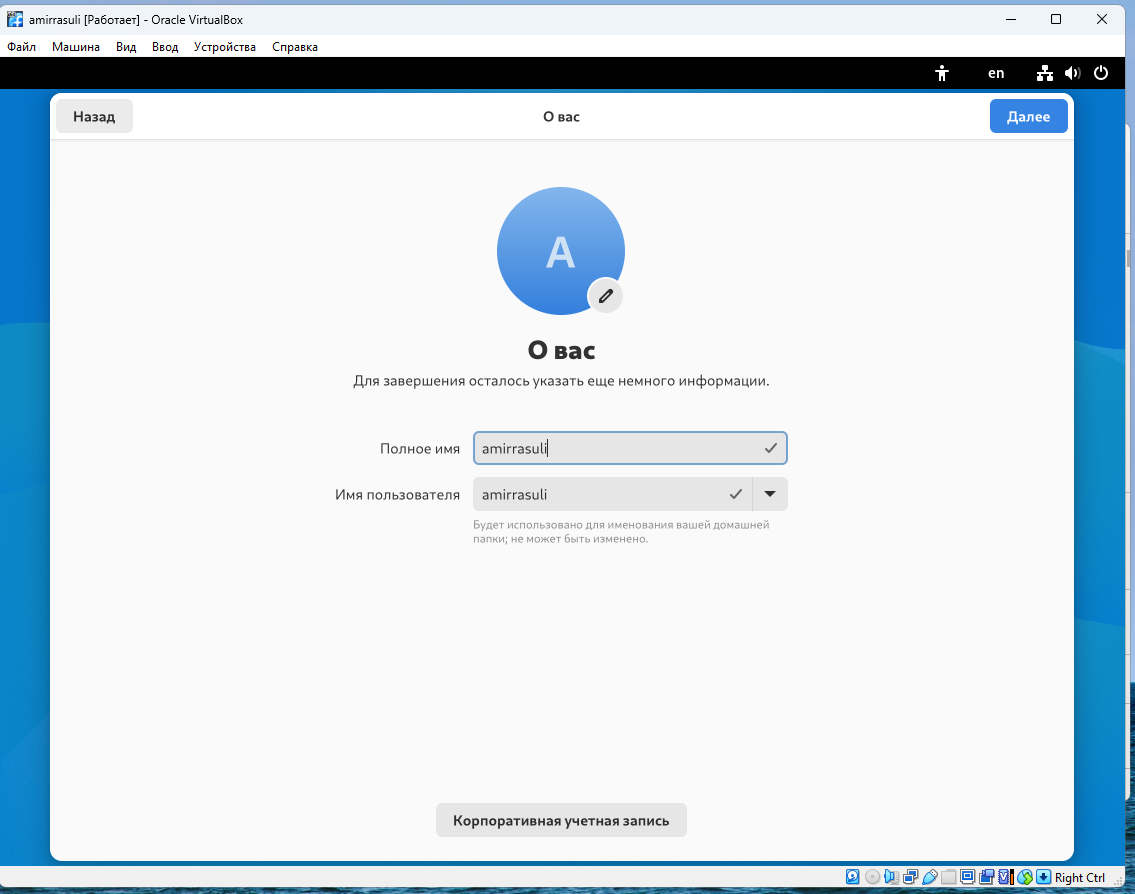 amirrasuli [Работает] - Oracle VirtualBox
Файл Машина Вид Ввод Устройства Справка
en
Назад О вас Далее
A
О вас
Для завершения осталось указать еще немного информации.
Полное имя amirrasuli
Имя пользователя amirrasuli
Будет использовано для именования вашей домашней
папки; не может быть изменено.
Корпоративная учетная запись
Right Ctrl